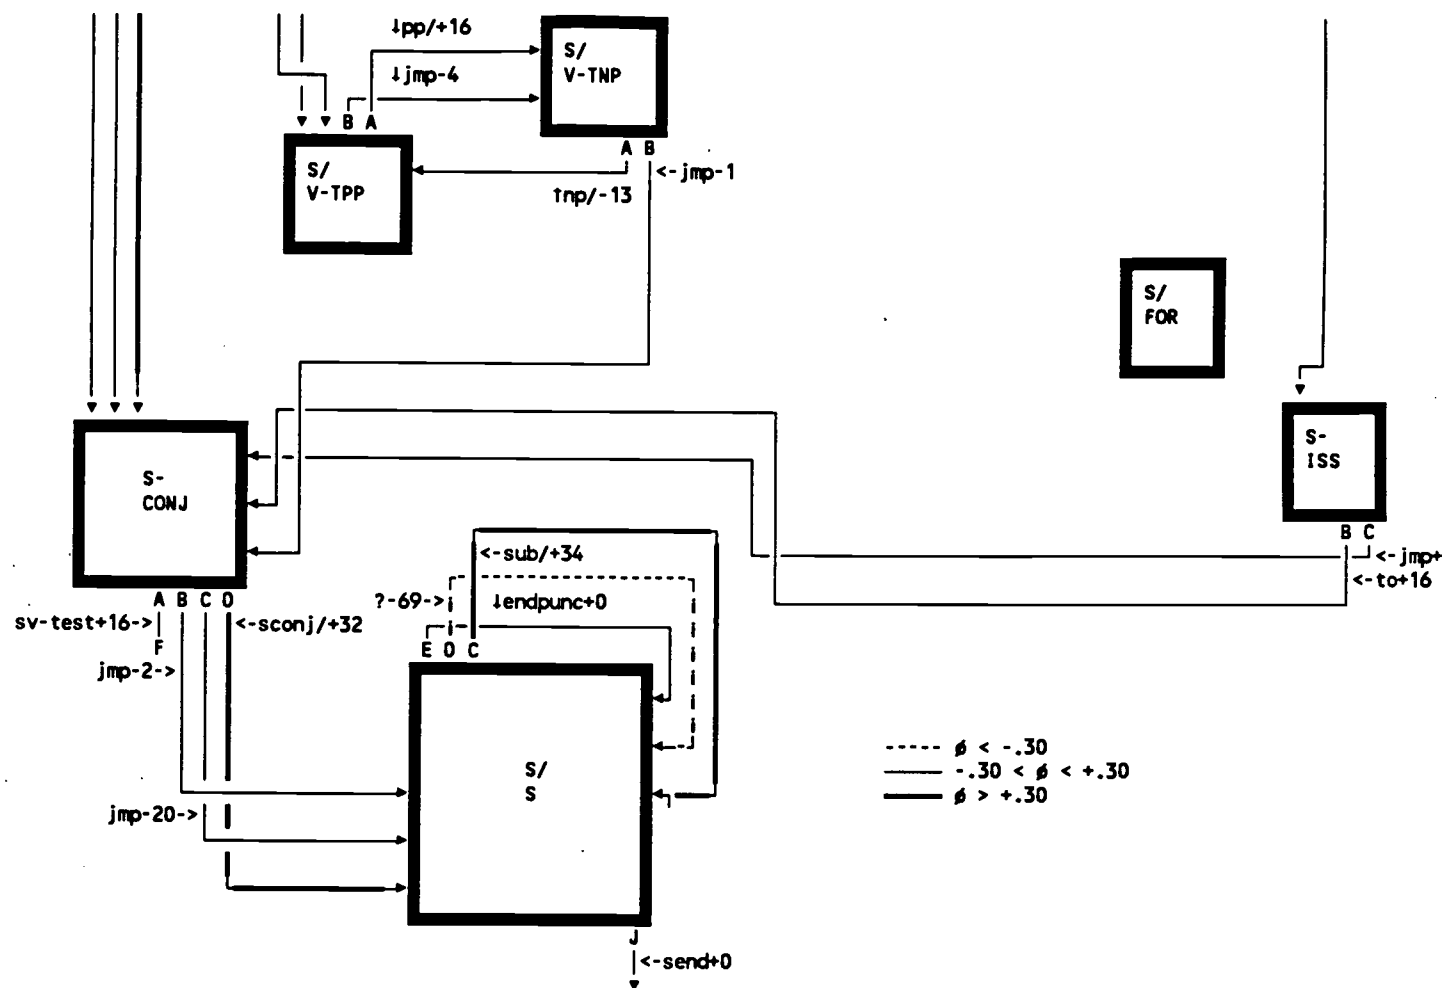 ↓pp/+16
S/
V-TNP
↓jmp-4
B A
S/
V-TPP
A B
<-jmp-1
↑np/-13
S/
FOR
S-
CONJ
S-
ISS
B C
<-jmp+
<-to+16
<-sub/+34
?-69->
↓endpunc+0
A B C D
sv-test+16->
<-sconj/+32
F
jmp-2->
E D C
S/
S
ø < -.30
-.30 < ø < +.30
ø > +.30
jmp-20->
J
<-send+0